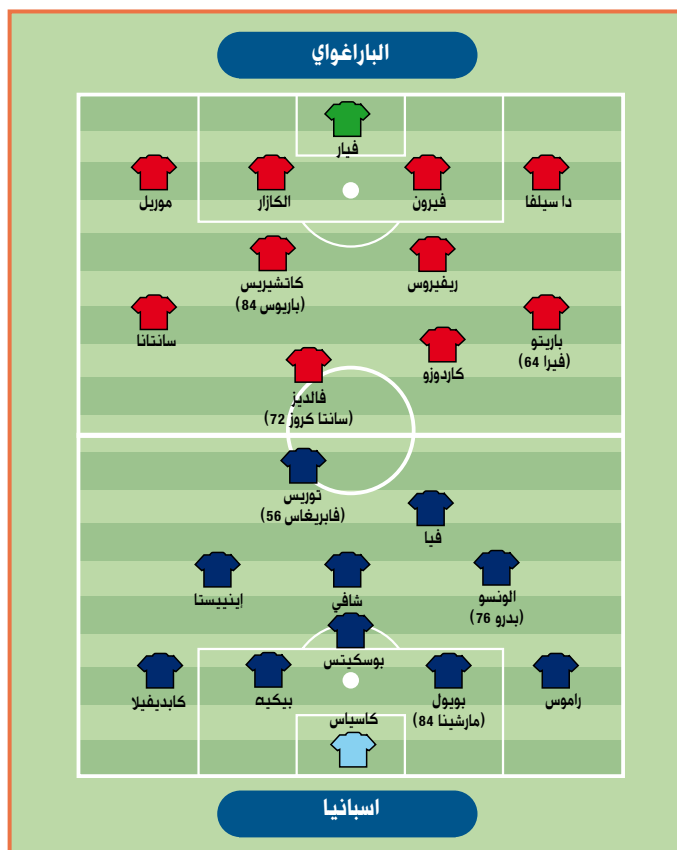 الباراغواي
فيار
دا سيلفا
فيرون
الكازار
موريل
ريفيروس
كاتشيريس
(باريوس 84)
باريتو
(فيرا 64)
سانتانا
كاردوزو
فالديز
(سانتا كروز 72)
توريس
(فابريغاس 56)
فيا
الونسو
(بدرو 76)
شافي
إينييستا
بوسكيتس
راموس
بويول
(مارشينا 84)
بيكيه
كابديفيلا
كاسياس
اسبانيا